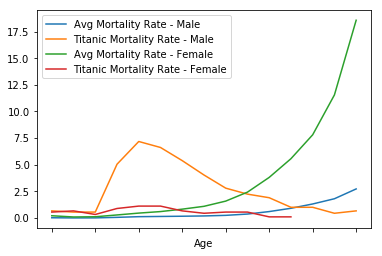 Avg Mortality Rate - Male
Titanic Mortality Rate - Male
Avg Mortality Rate - Female
Titanic Mortality Rate - Female
17.5
15.0
12.5
10.0
7.5
5.0
2.5
0.0
Age